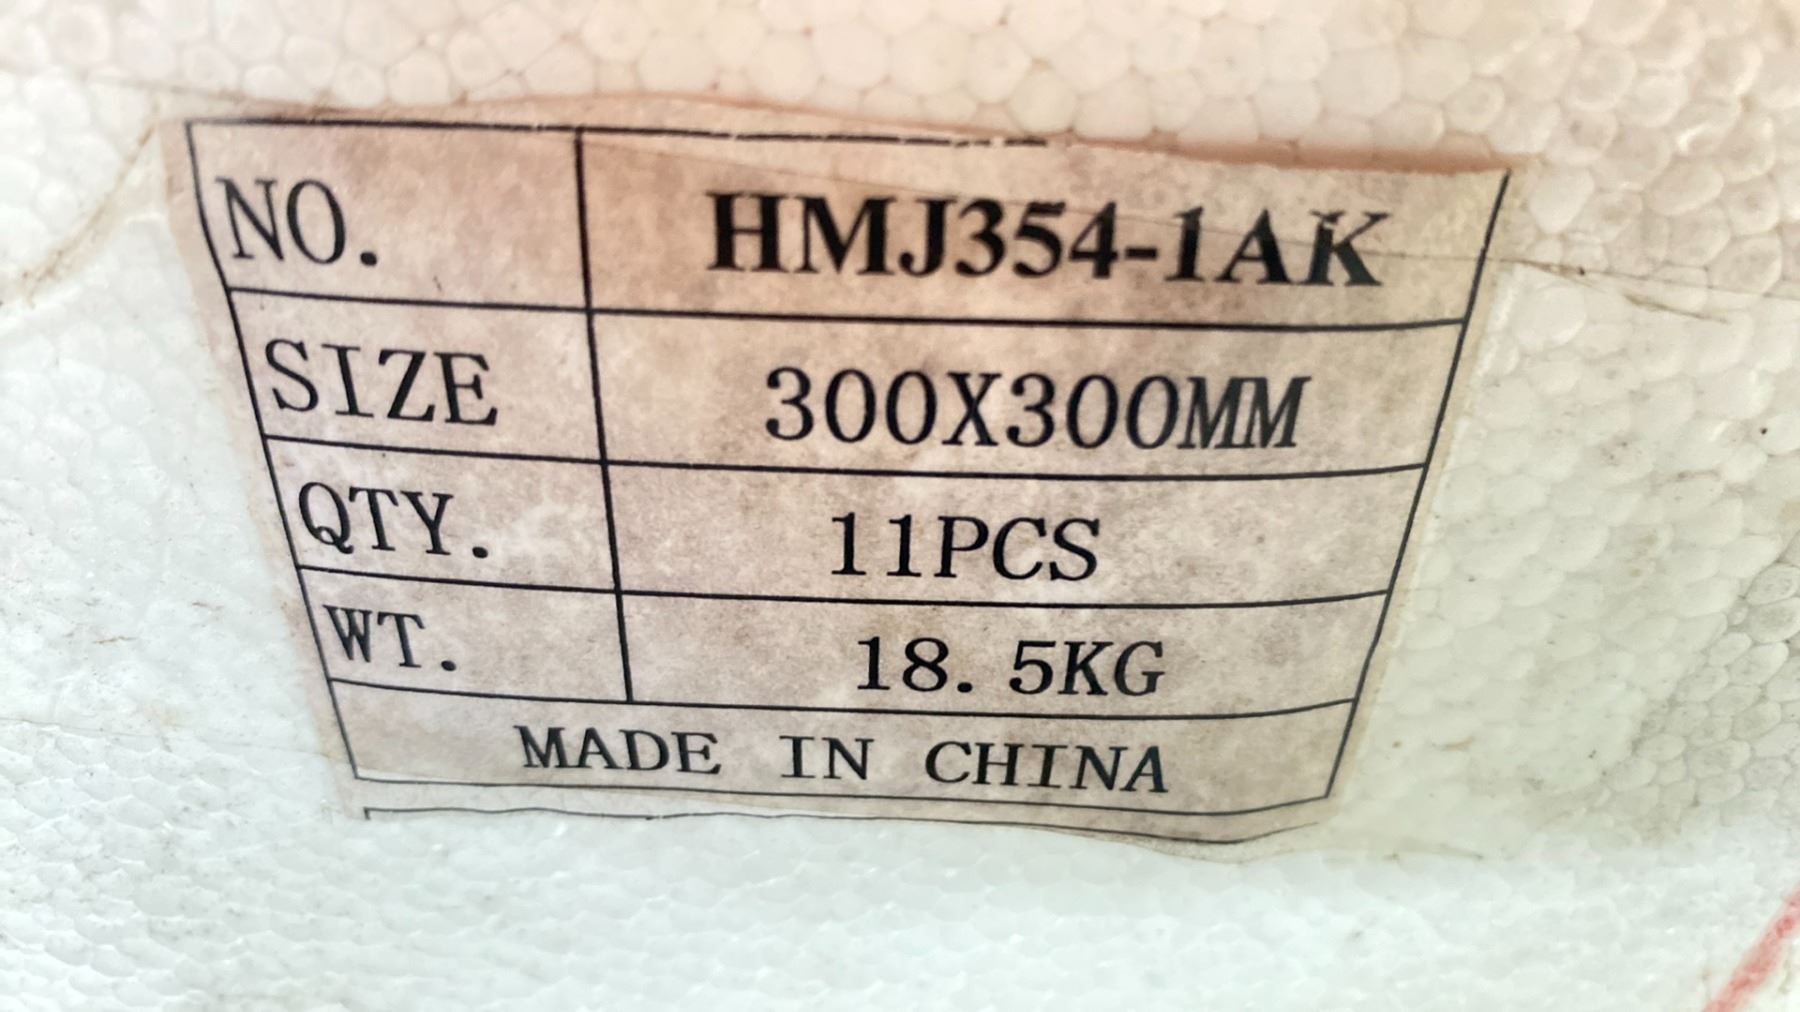 NO. HMJ354-1AK
SIZE 300X300MM
QTY. 11PCS
WT. 18.5KG
MADE IN CHINA